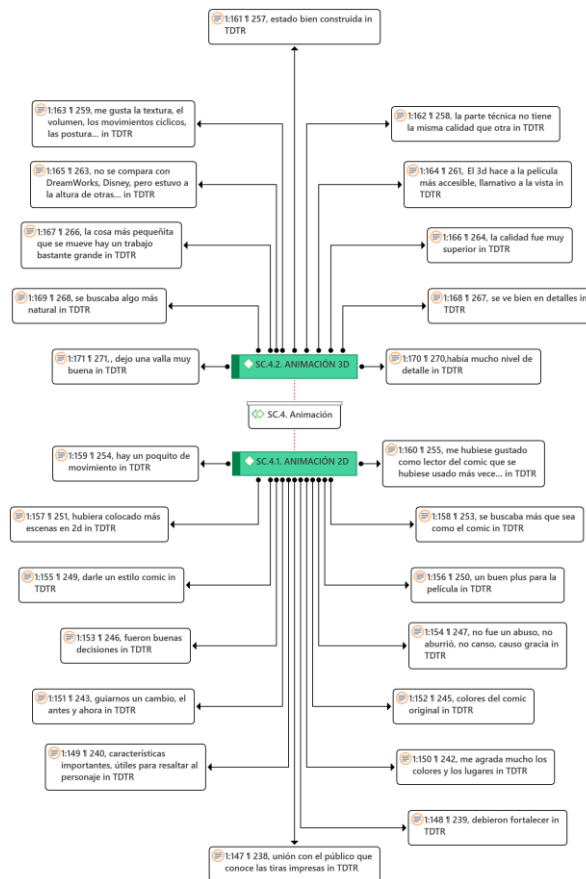 1:161 ¶ 257, estado bien construida in
TDTR
1:163 ¶ 259, me gusta la textura, el
volumen, los movimientos cíclicos,
las postura... in TDTR
1:162 ¶ 258, la parte técnica no tiene
la misma calidad que otra in TDTR
1:165 ¶ 263, no se compara con
DreamWorks, Disney, pero estuvo a
la altura de otras... in TDTR
1:164 ¶ 261, El 3d hace a la película
más accesible, llamativo a la vista in
TDTR
1:167 ¶ 266, la cosa más pequeñita
que se mueve hay un trabajo
bastante grande in TDTR
1:166 ¶ 264, la calidad fue muy
superior in TDTR
1:169 ¶ 268, se buscaba algo más
natural in TDTR
1:168 ¶ 267, se ve bien en detalles in
TDTR
1:171 ¶ 271,, dejo una valla muy
buena in TDTR
SC.4.2. ANIMACIÓN 3D
1:170 ¶ 270,había mucho nivel de
detalle in TDTR
SC.4. Animación
1:159 ¶ 254, hay un poquito de
movimiento in TDTR
SC.4.1. ANIMACIÓN 2D
1:160 ¶ 255, me hubiese gustado
como lector del comic que se
hubiese usado más vece... in TDTR
1:157 ¶ 251, hubiera colocado más
escenas en 2d in TDTR
1:158 ¶ 253, se buscaba más que sea
como el comic in TDTR
1:155 ¶ 249, darle un estilo comic in
TDTR
1:156 ¶ 250, un buen plus para la
película in TDTR
1:153 ¶ 246, fueron buenas
decisiones in TDTR
1:154 ¶ 247, no fue un abuso, no
aburrió, no canso, causo gracia in
TDTR
1:151 ¶ 243, guiarnos un cambio, el
antes y ahora in TDTR
1:152 ¶ 245, colores del comic
original in TDTR
1:149 ¶ 240, características
importantes, útiles para resaltar al
personaje in TDTR
1:150 ¶ 242, me agrada mucho los
colores y los lugares in TDTR
1:148 ¶ 239, debieron fortalecer in
TDTR
1:147 ¶ 238, unión con el público que
conoce las tiras impresas in TDTR